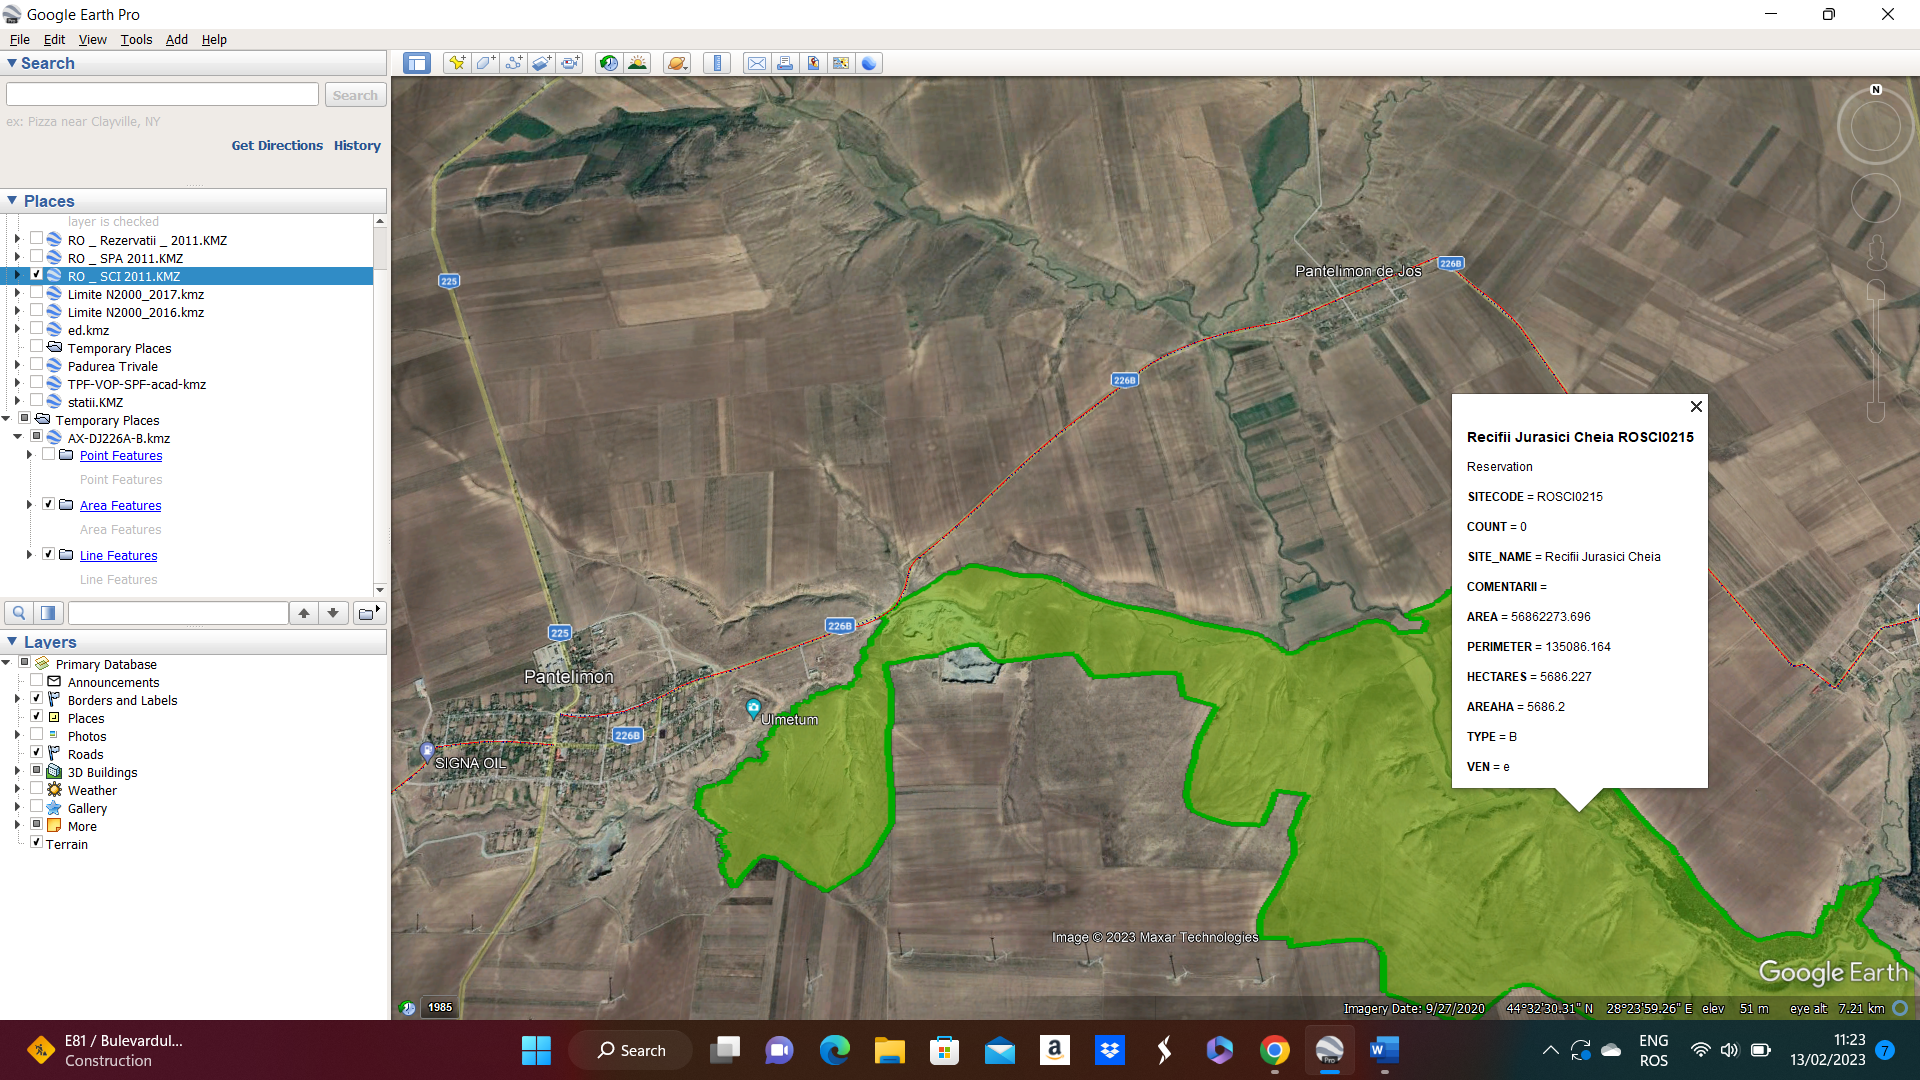 Google Earth Pro
File Edit View Tools Add Help
Search
Search
ex: Pizza near Clayville, NY
Get Directions History
Places
layer is checked
RO _ Rezervatii _ 2011.KMZ
RO _ SPA 2011.KMZ
RO _ SCI 2011.KMZ
Limite N2000_2017.kmz
Limite N2000_2016.kmz
ed.kmz
Temporary Places
Padurea Trivale
TPF-VOP-SPF-acad-kmz
statii.KMZ
Temporary Places
AX-DJ226A-B.kmz
Point Features
Point Features
Area Features
Area Features
Line Features
Line Features
Layers
Primary Database
Announcements
Borders and Labels
Places
Photos
Roads
3D Buildings
Weather
Gallery
More
Terrain
N
225
Pantelimon de Jos
226B
226B
226B
225
Pantelimon
Ulmetum
226B
SIGNA OIL
Recifii Jurasici Cheia ROSCI0215
Reservation
SITECODE = ROSCI0215
COUNT = 0
SITE_NAME = Recifii Jurasici Cheia
COMENTARII =
AREA = 56862273.696
PERIMETER = 135086.164
HECTARES = 5686.227
AREAHA = 5686.2
TYPE = B
VEN = e
Image © 2023 Maxar Technologies
Google Earth
1985
Imagery Date: 9/27/2020 44°32'30.31" N 28°23'59.26" E elev 51 m eye alt 7.21 km
E81 / Bulevardul...
Construction
Search
a
Pro
W
ENG
ROS
11:23
13/02/2023
7